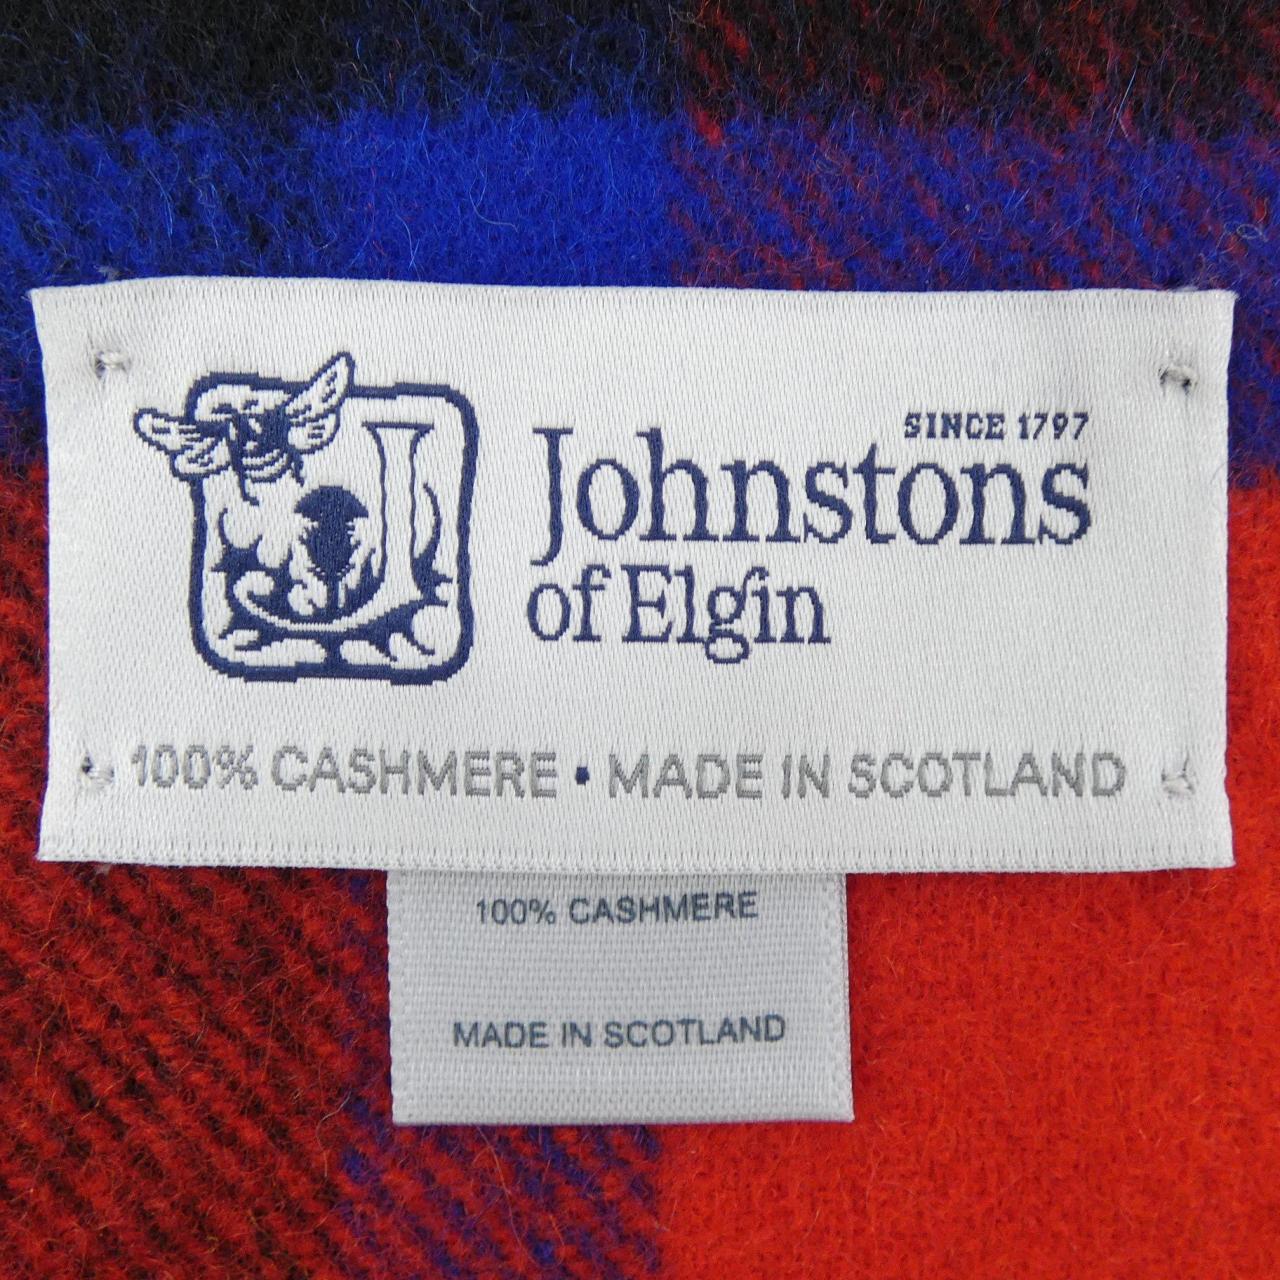 SINCE 1797
Johnstons
of Elgin
100% CASHMERE • MADE IN SCOTLAND
100% CASHMERE
MADE IN SCOTLAND